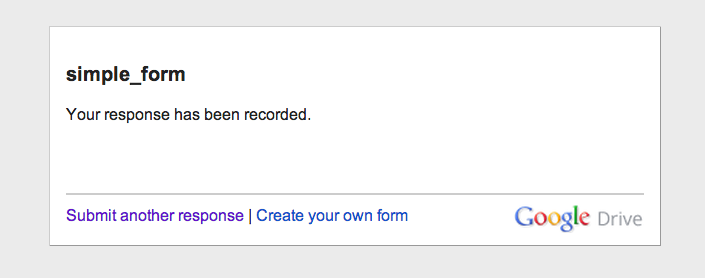 simple_form
Your response has been recorded.
Submit another response | Create your own form
Google Drive